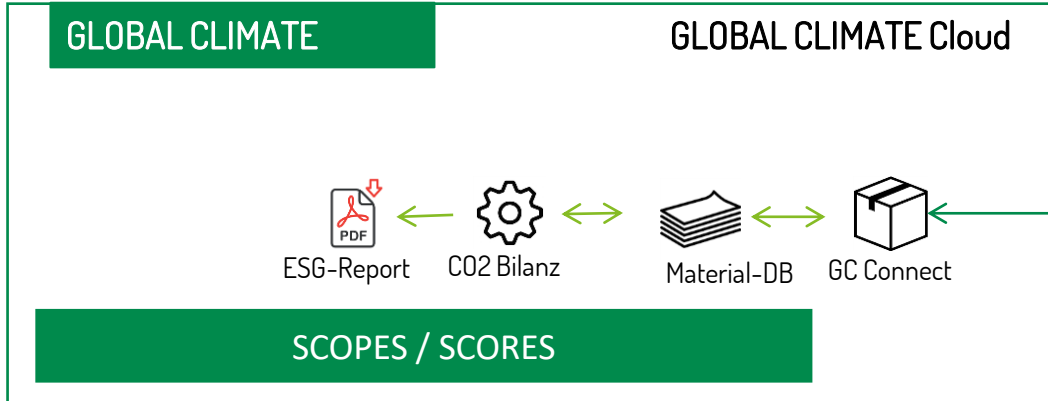 GLOBAL CLIMATE
GLOBAL CLIMATE Cloud
PDF
ESG-Report
CO2 Bilanz
Material-DB
GC Connect
SCOPES / SCORES